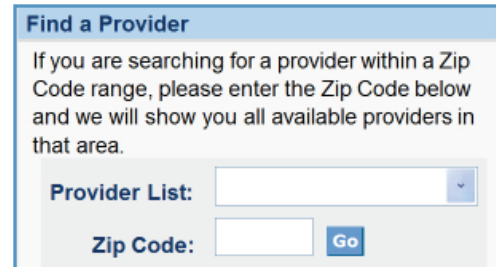 Find a Provider
If you are searching for a provider within a Zip
Code range, please enter the Zip Code below
and we will show you all available providers in
that area.
Provider List:
Zip Code: Go